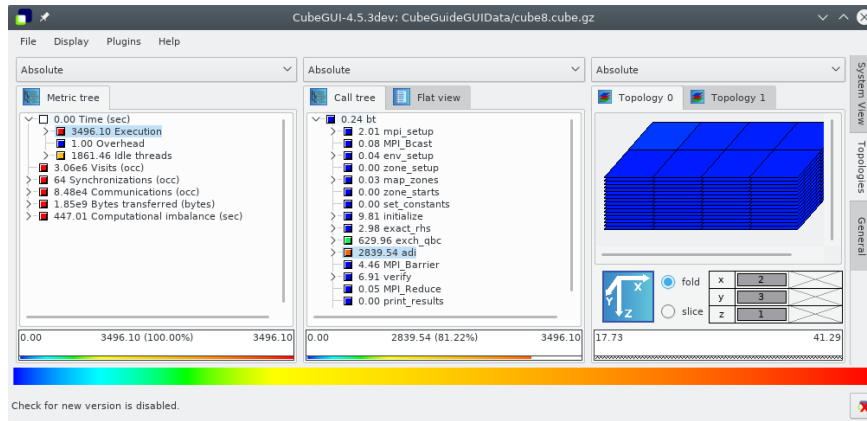 CubeGUI-4.5.3dev: CubeGuideGUIData/cube8.cube.gz
File Display Plugins Help
Absolute
Metric tree
0.00 Time (sec)
3496.10 Execution
1.00 Overhead
1861.46 Idle threads
3.06e6 Visits (occ)
64 Synchronizations (occ)
8.48e4 Communications (occ)
1.85e9 Bytes transferred (bytes)
447.01 Computational imbalance (sec)
0.00 3496.10 (100.00%) 3496.10
Absolute
Call tree Flat view
0.24 bt
2.01 mpi_setup
0.08 MPI_Bcast
0.04 env_setup
0.00 zone_setup
0.03 map_zones
0.00 zone_starts
0.00 set_constants
9.81 initialize
2.98 exact_rhs
629.96 exch_qbc
2839.54 adi
4.46 MPI_Barrier
6.91 verify
0.05 MPI_Reduce
0.00 print_results
0.00 2839.54 (81.22%) 3496.10
Absolute
Topology 0 Topology 1
X
Y
Z
fold
slice
x 2
y 3
z 1
17.73 41.29
System View
Topologies
General
Check for new version is disabled.